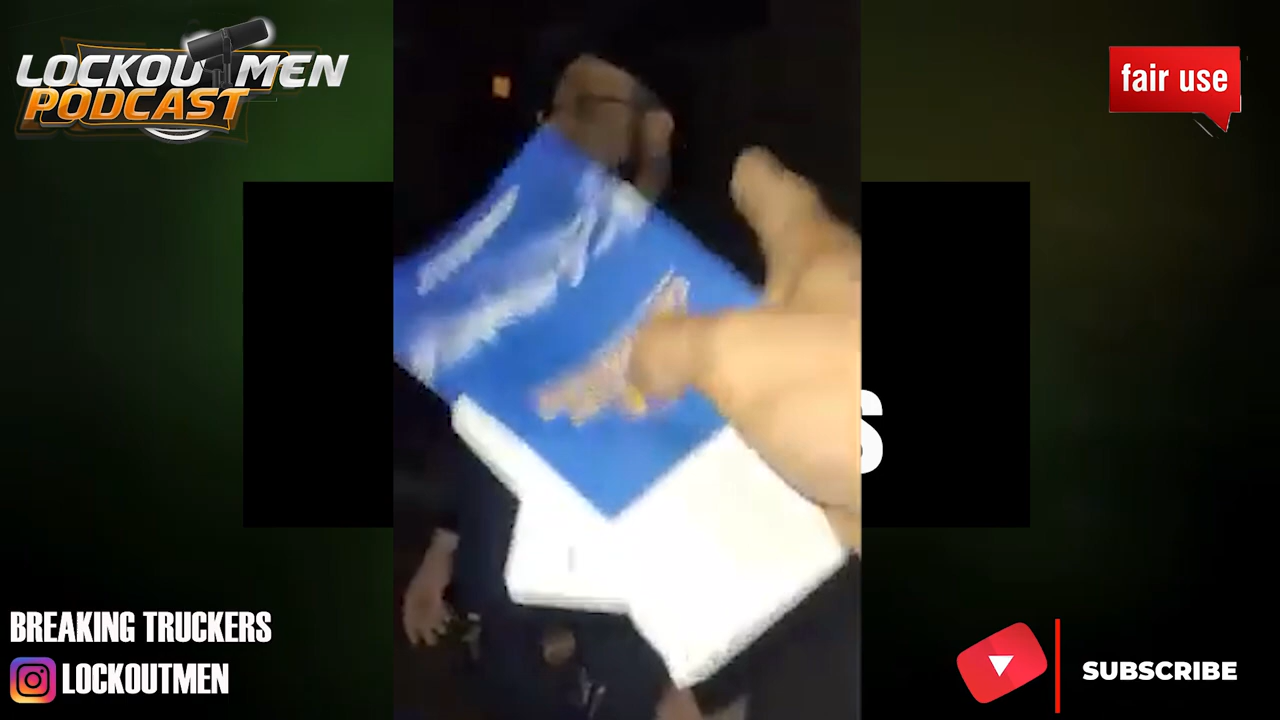 LOCKOUTMEN
PODCAST
fair use
S
BREAKING TRUCKERS
LOCKOUTMEN
SUBSCRIBE